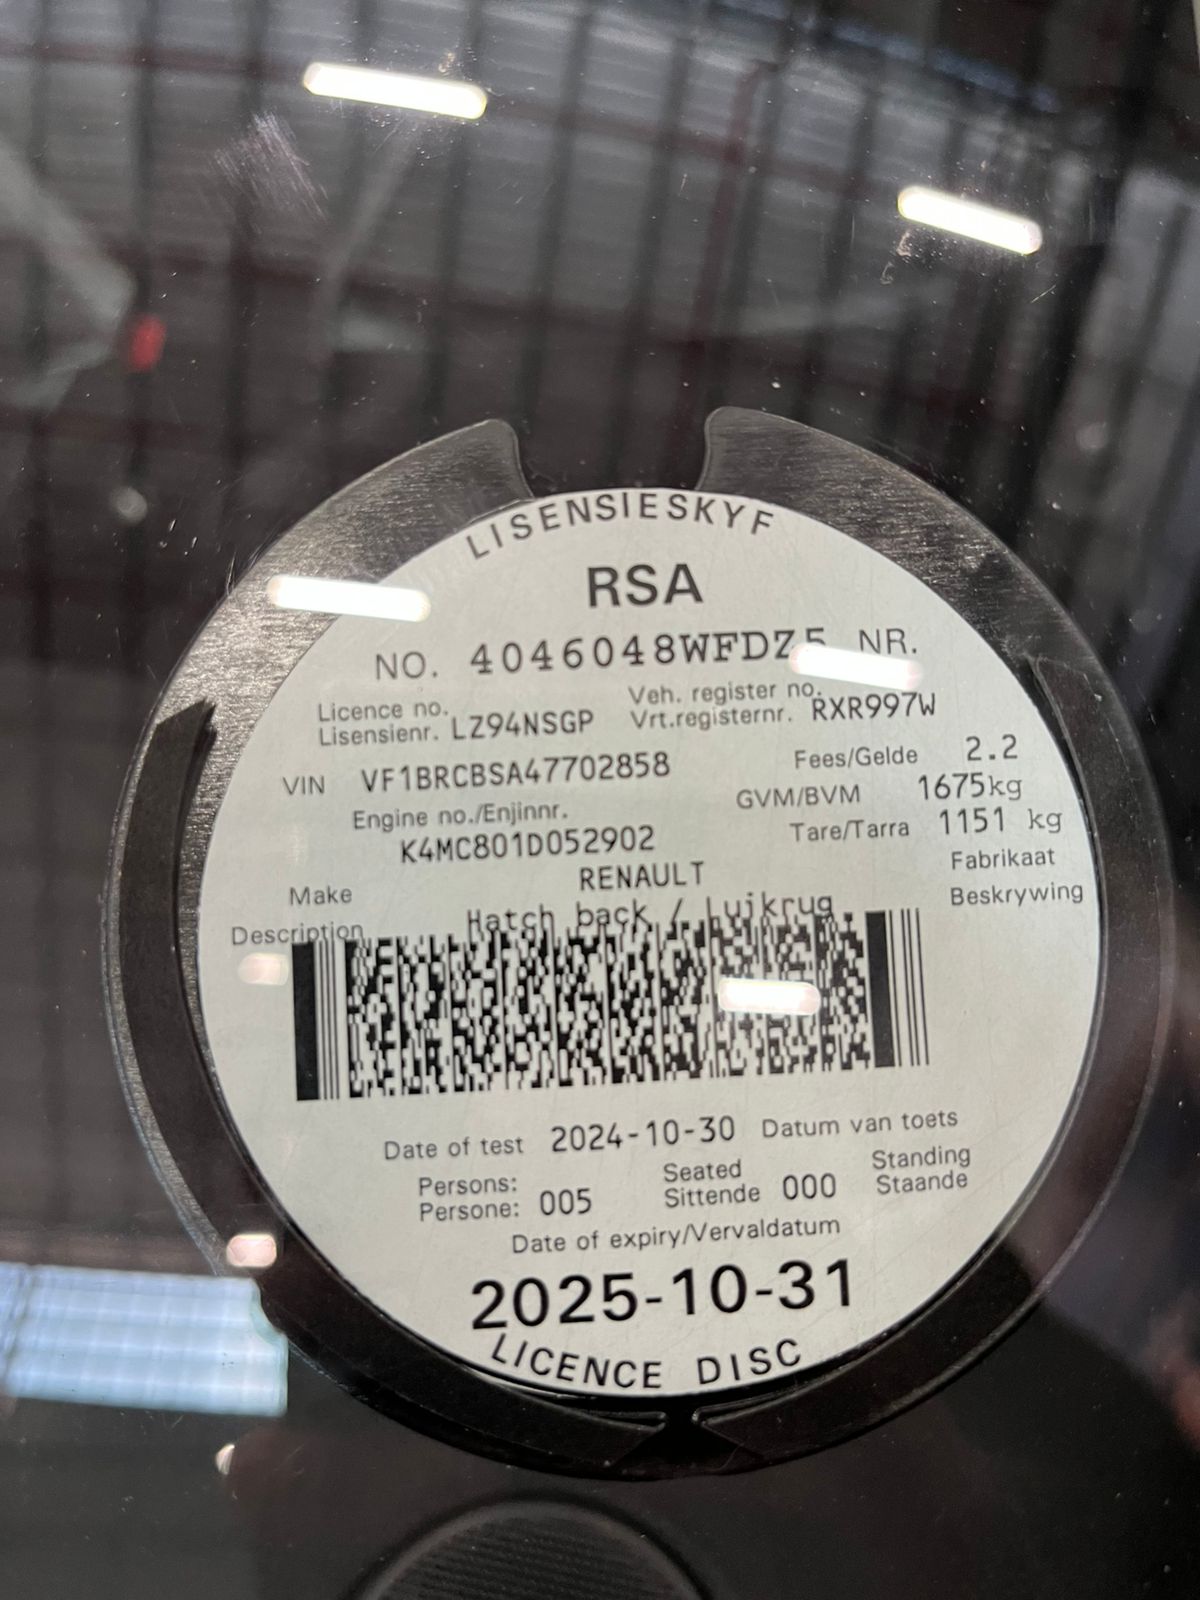 LISENSIESKYF
RSA
NO. 4046048WFDZ5 NR.
Licence no. Veh. register no.
Lisensienr. LZ94NSGP Vrt.registernr. RXR997W
VIN VF1BRCBSA47702858 Fees/Gelde 2.2
Engine no./Enjinnr. GVM/BVM 1675kg
K4MC801D052902 Tare/Tarra 1151 kg
Make RENAULT Fabrikaat
Description Hatch back / Luikrug Beskrywing
Date of test 2024-10-30 Datum van toets
Persons: Seated Standing
Persone: 005 Sittende 000 Staande
Date of expiry/Vervaldatum
2025-10-31
LICENCE DISC